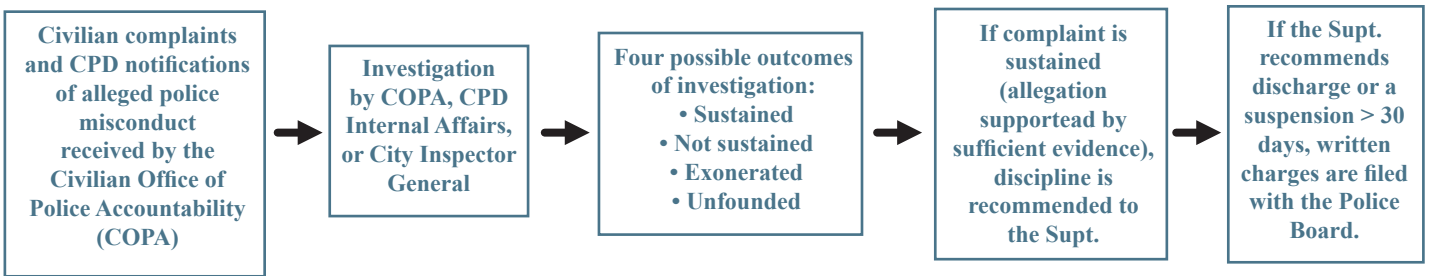 Civilian complaints
and CPD notifications
of alleged police
misconduct
received by the
Civilian Office of
Police Accountability
(COPA)
Investigation
by COPA, CPD
Internal Affairs,
or City Inspector
General
Four possible outcomes
of investigation:
• Sustained
• Not sustained
• Exonerated
• Unfounded
If complaint is
sustained
(allegation
supportead by
sufficient evidence),
discipline is
recommended to
the Supt.
If the Supt.
recommends
discharge or a
suspension > 30
days, written
charges are filed
with the Police
Board.